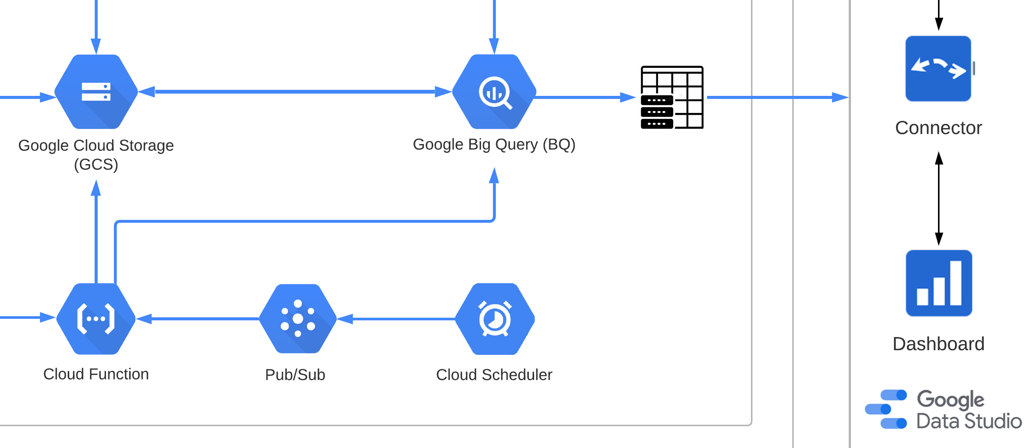 Connector
Google Cloud Storage
(GCS)
Google Big Query (BQ)
Dashboard
Cloud Function
Pub/Sub
Cloud Scheduler
Google
Data Studio